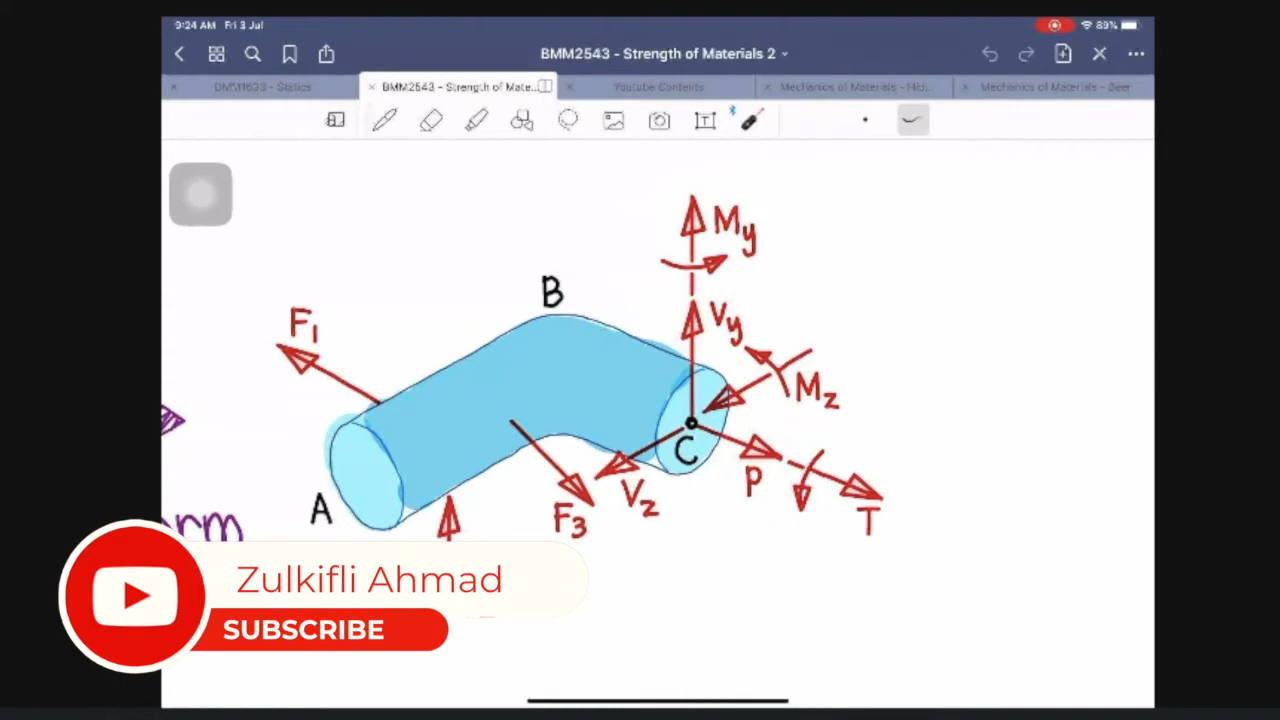 9:24 AM Fri 3 Jul
89%
BMM2543 - Strength of Materials 2
BMM1633 - Statics
BMM2543 - Strength of Mate...
Youtube Contents
Mechanics of Materials - Hib...
Mechanics of Materials - Beer
T
My
B
Vy
F1
Mz
C
P
Vz
A
F3
T
orm
Zulkifli Ahmad
SUBSCRIBE